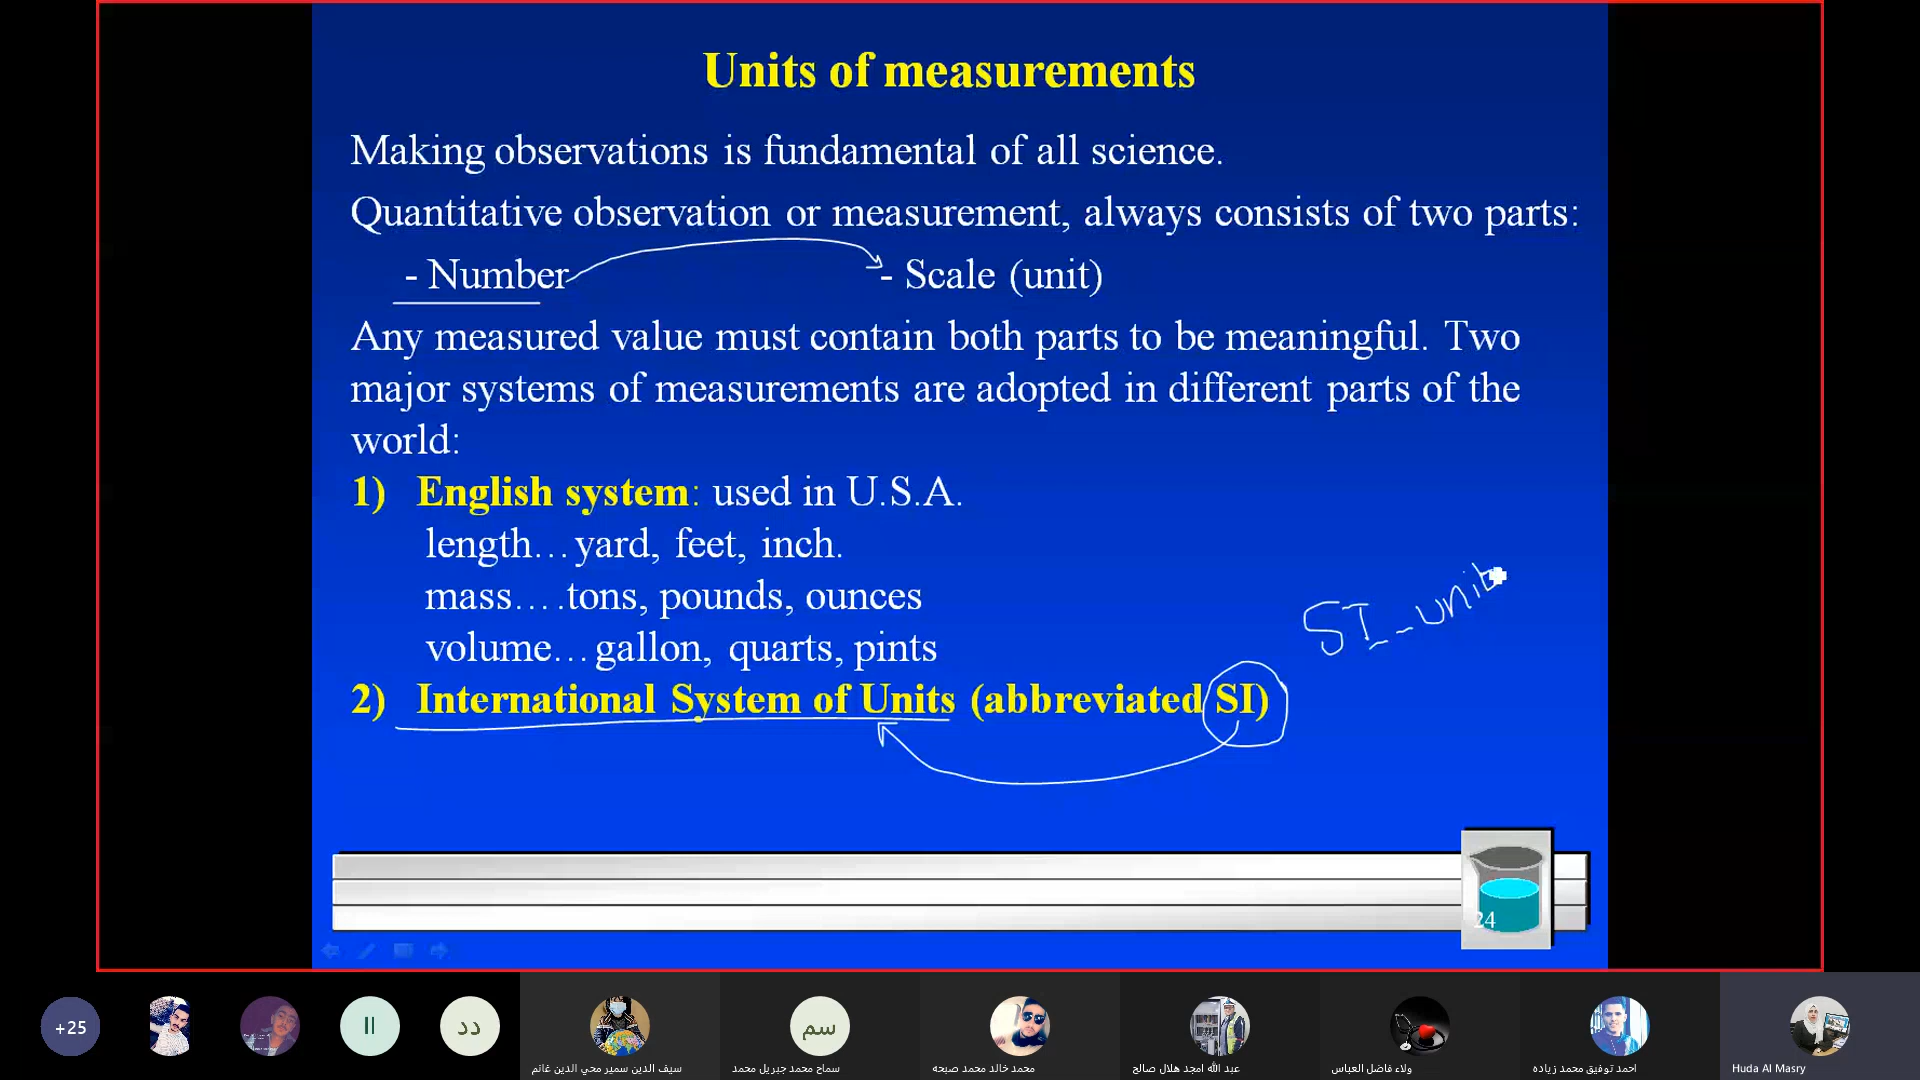 Units of measurements
Making observations is fundamental of all science.
Quantitative observation or measurement, always consists of two parts:
- Number - Scale (unit)
Any measured value must contain both parts to be meaningful. Two
major systems of measurements are adopted in different parts of the
world:
1) English system: used in U.S.A.
length…yard, feet, inch.
mass….tons, pounds, ounces
SI-unit
volume…gallon, quarts, pints
2) International System of Units (abbreviated SI)
24
+25
اا
دد
سم
سيف الدين سمير محي الدين غانم
سماح محمد جبريل محمد
محمد خالد محمد صبحه
عبد الله امجد هلال صالح
ولاء فاضل العباس
احمد توفيق محمد زياده
Huda Al Masry